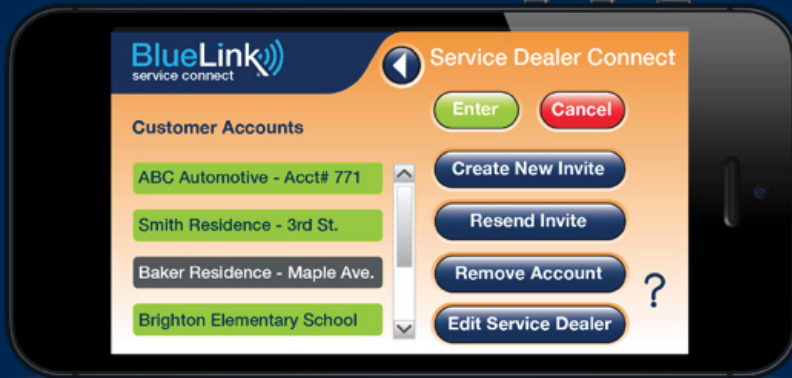 BlueLink
service connect
Service Dealer Connect
Enter
Cancel
Customer Accounts
ABC Automotive - Acct# 771
Smith Residence - 3rd St.
Baker Residence - Maple Ave.
Brighton Elementary School
Create New Invite
Resend Invite
Remove Account
Edit Service Dealer
?